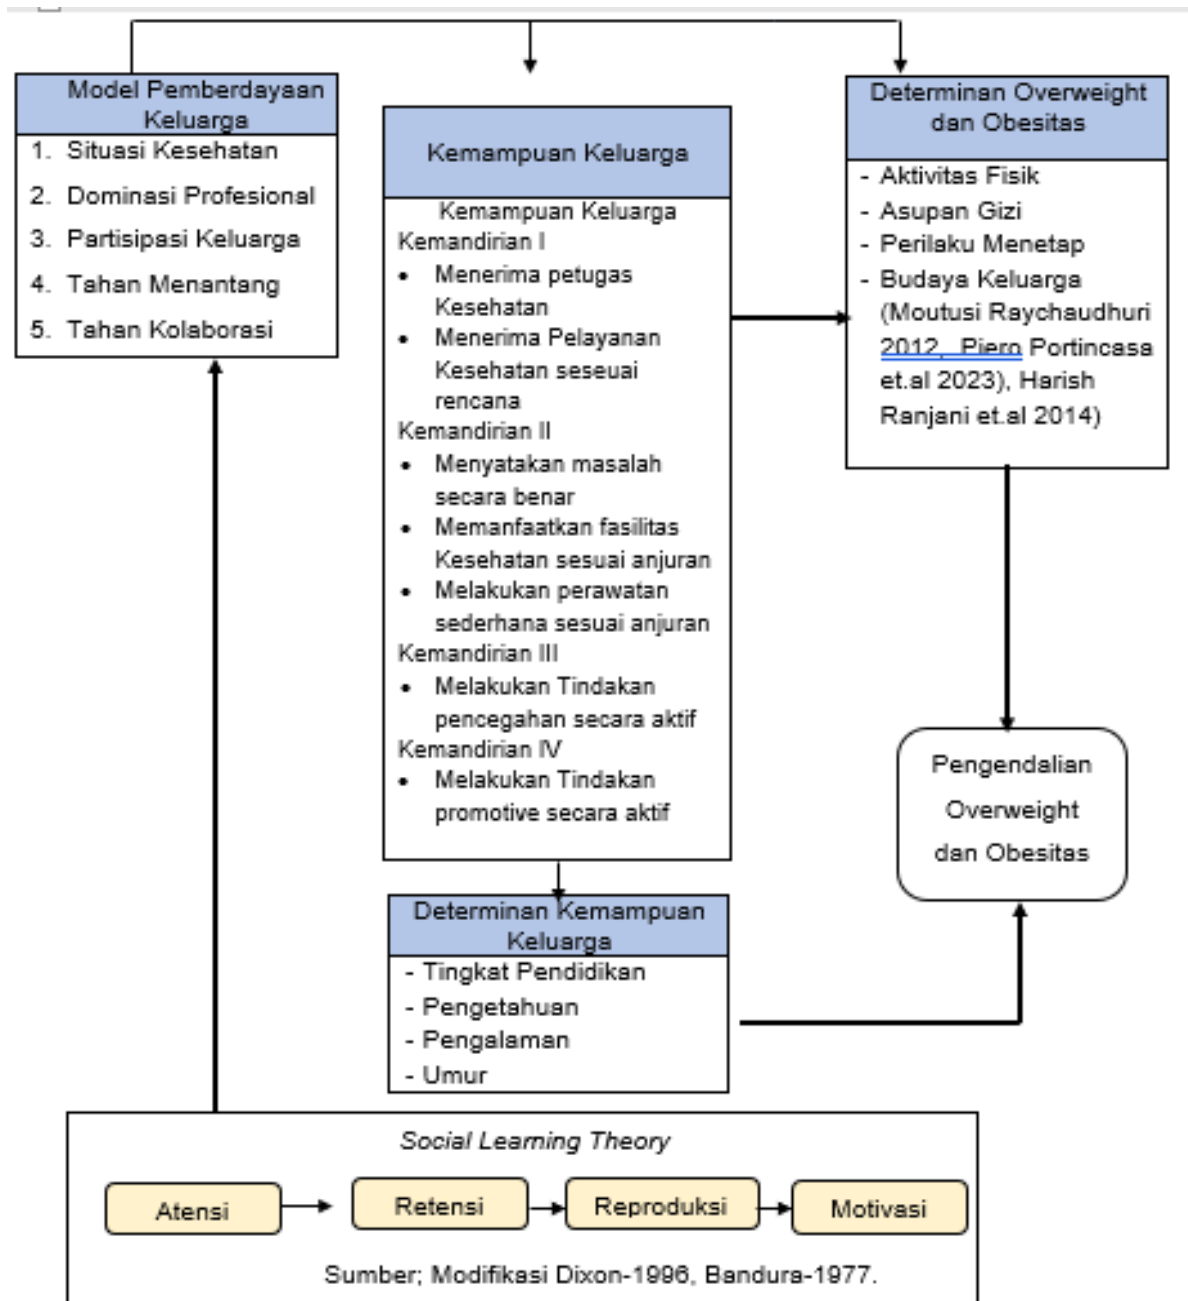 Model Pemberdayaan
Keluarga
1. Situasi Kesehatan
2. Dominasi Profesional
3. Partisipasi Keluarga
4. Tahan Menantang
5. Tahan Kolaborasi
Kemampuan Keluarga
Kemampuan Keluarga
Kemandirian I
• Menerima petugas
Kesehatan
• Menerima Pelayanan
Kesehatan seseuai
rencana
Kemandirian II
• Menyatakan masalah
secara benar
• Memanfaatkan fasilitas
Kesehatan sesuai anjuran
• Melakukan perawatan
sederhana sesuai anjuran
Kemandirian III
• Melakukan Tindakan
pencegahan secara aktif
Kemandirian IV
• Melakukan Tindakan
promotive secara aktif
Determinan Overweight
dan Obesitas
- Aktivitas Fisik
- Asupan Gizi
- Perilaku Menetap
- Budaya Keluarga
(Moutusi Raychaudhuri
2012, Piero Portincasa
et.al 2023), Harish
Ranjani et.al 2014)
Pengendalian
Overweight
dan Obesitas
Determinan Kemampuan
Keluarga
- Tingkat Pendidikan
- Pengetahuan
- Pengalaman
- Umur
Social Learning Theory
Atensi
Retensi
Reproduksi
Motivasi
Sumber; Modifikasi Dixon-1996, Bandura-1977.